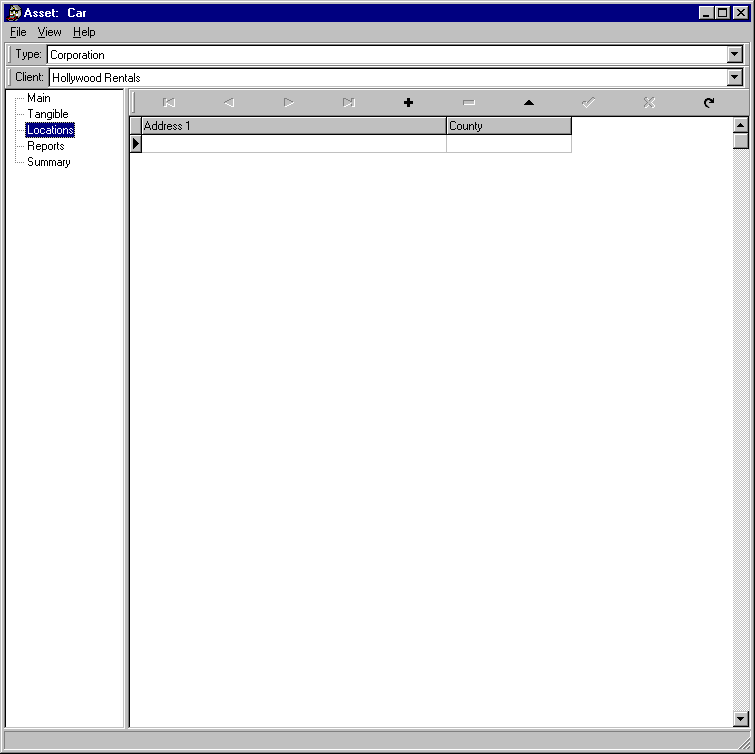 Asset: Car
File View Help
Type: Corporation
Client: Hollywood Rentals
Main
Tangible
Locations
Reports
Summary
Address 1 County